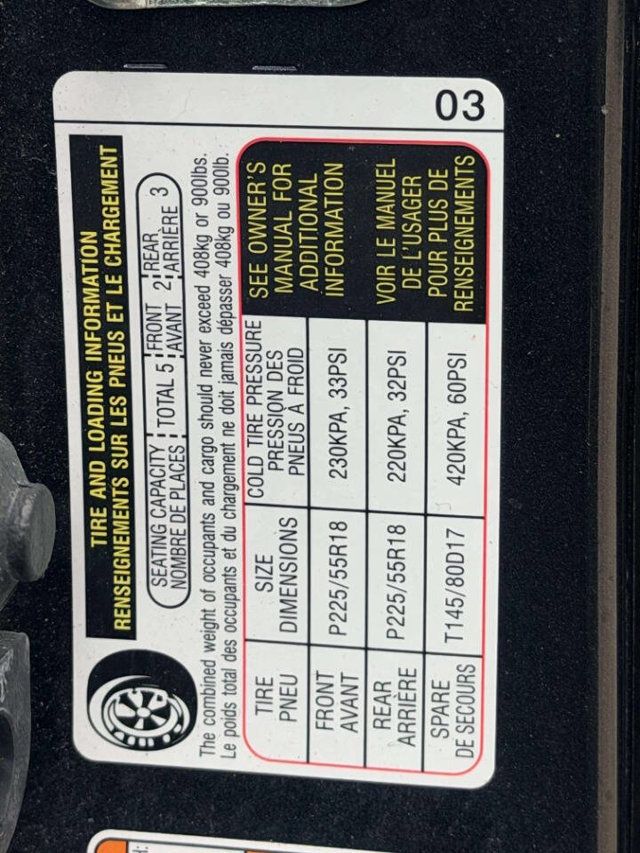 03
TIRE AND LOADING INFORMATION
RENSEIGNEMENTS SUR LES PNEUS ET LE CHARGEMENT
SEATING CAPACITY TOTAL 5 FRONT 2 REAR 3
NOMBRE DE PLACES AVANT ARRIÈRE
The combined weight of occupants and cargo should never exceed 408kg or 900lbs.
Le poids total des occupants et du chargement ne doit jamais dépasser 408kg ou 900lb.
TIRE SIZE COLD TIRE PRESSURE
PNEU DIMENSIONS PRESSION DES
PNEUS À FROID
FRONT P225/55R18 230KPA, 33PSI
AVANT
REAR P225/55R18 220KPA, 32PSI
ARRIÈRE
SPARE T145/80D17 420KPA, 60PSI
DE SECOURS
SEE OWNER'S
MANUAL FOR
ADDITIONAL
INFORMATION
VOIR LE MANUEL
DE L'USAGER
POUR PLUS DE
RENSEIGNEMENTS